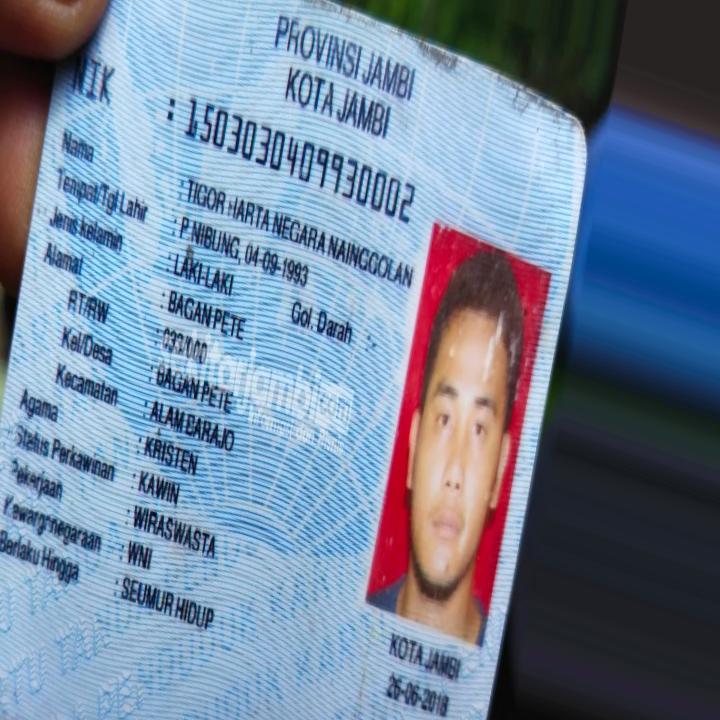 PROVINSI JAMBI
KOTA JAMBI
NIK : 1503030409930002
Nama : TIGOR HARTA NEGARA NAINGGOLAN
Tempat/Tgl Lahir : P.NIBUNG, 04-09-1993
Jenis kelamin : LAKI-LAKI Gol. Darah : -
Alamat : BAGAN PETE
RT/RW : 033/000
Kel/Desa : BAGAN PETE
Kecamatan : ALAM BARAJO
Agama : KRISTEN
Status Perkawinan : KAWIN
Pekerjaan : WIRASWASTA
Kewarganegaraan : WNI
Berlaku Hingga : SEUMUR HIDUP
KOTA JAMBI
26-06-2018